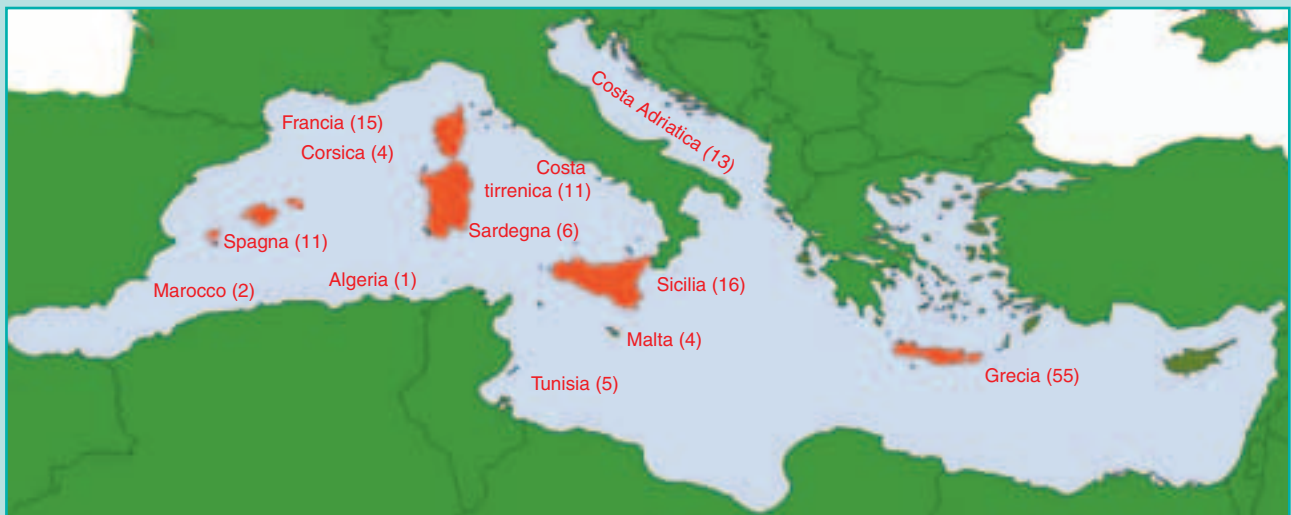 Costa Adriatica (13)
Francia (15)
Corsica (4)
Costa
tirrenica (11)
Sardegna (6)
Spagna (11)
Algeria (1)
Marocco (2)
Sicilia (16)
Malta (4)
Tunisia (5)
Grecia (55)